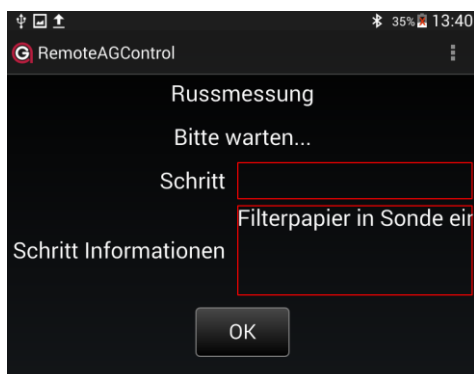 35% 13:40
RemoteAGControl
Russmessung
Bitte warten...
Schritt
Filterpapier in Sonde ein
Schritt Informationen
OK